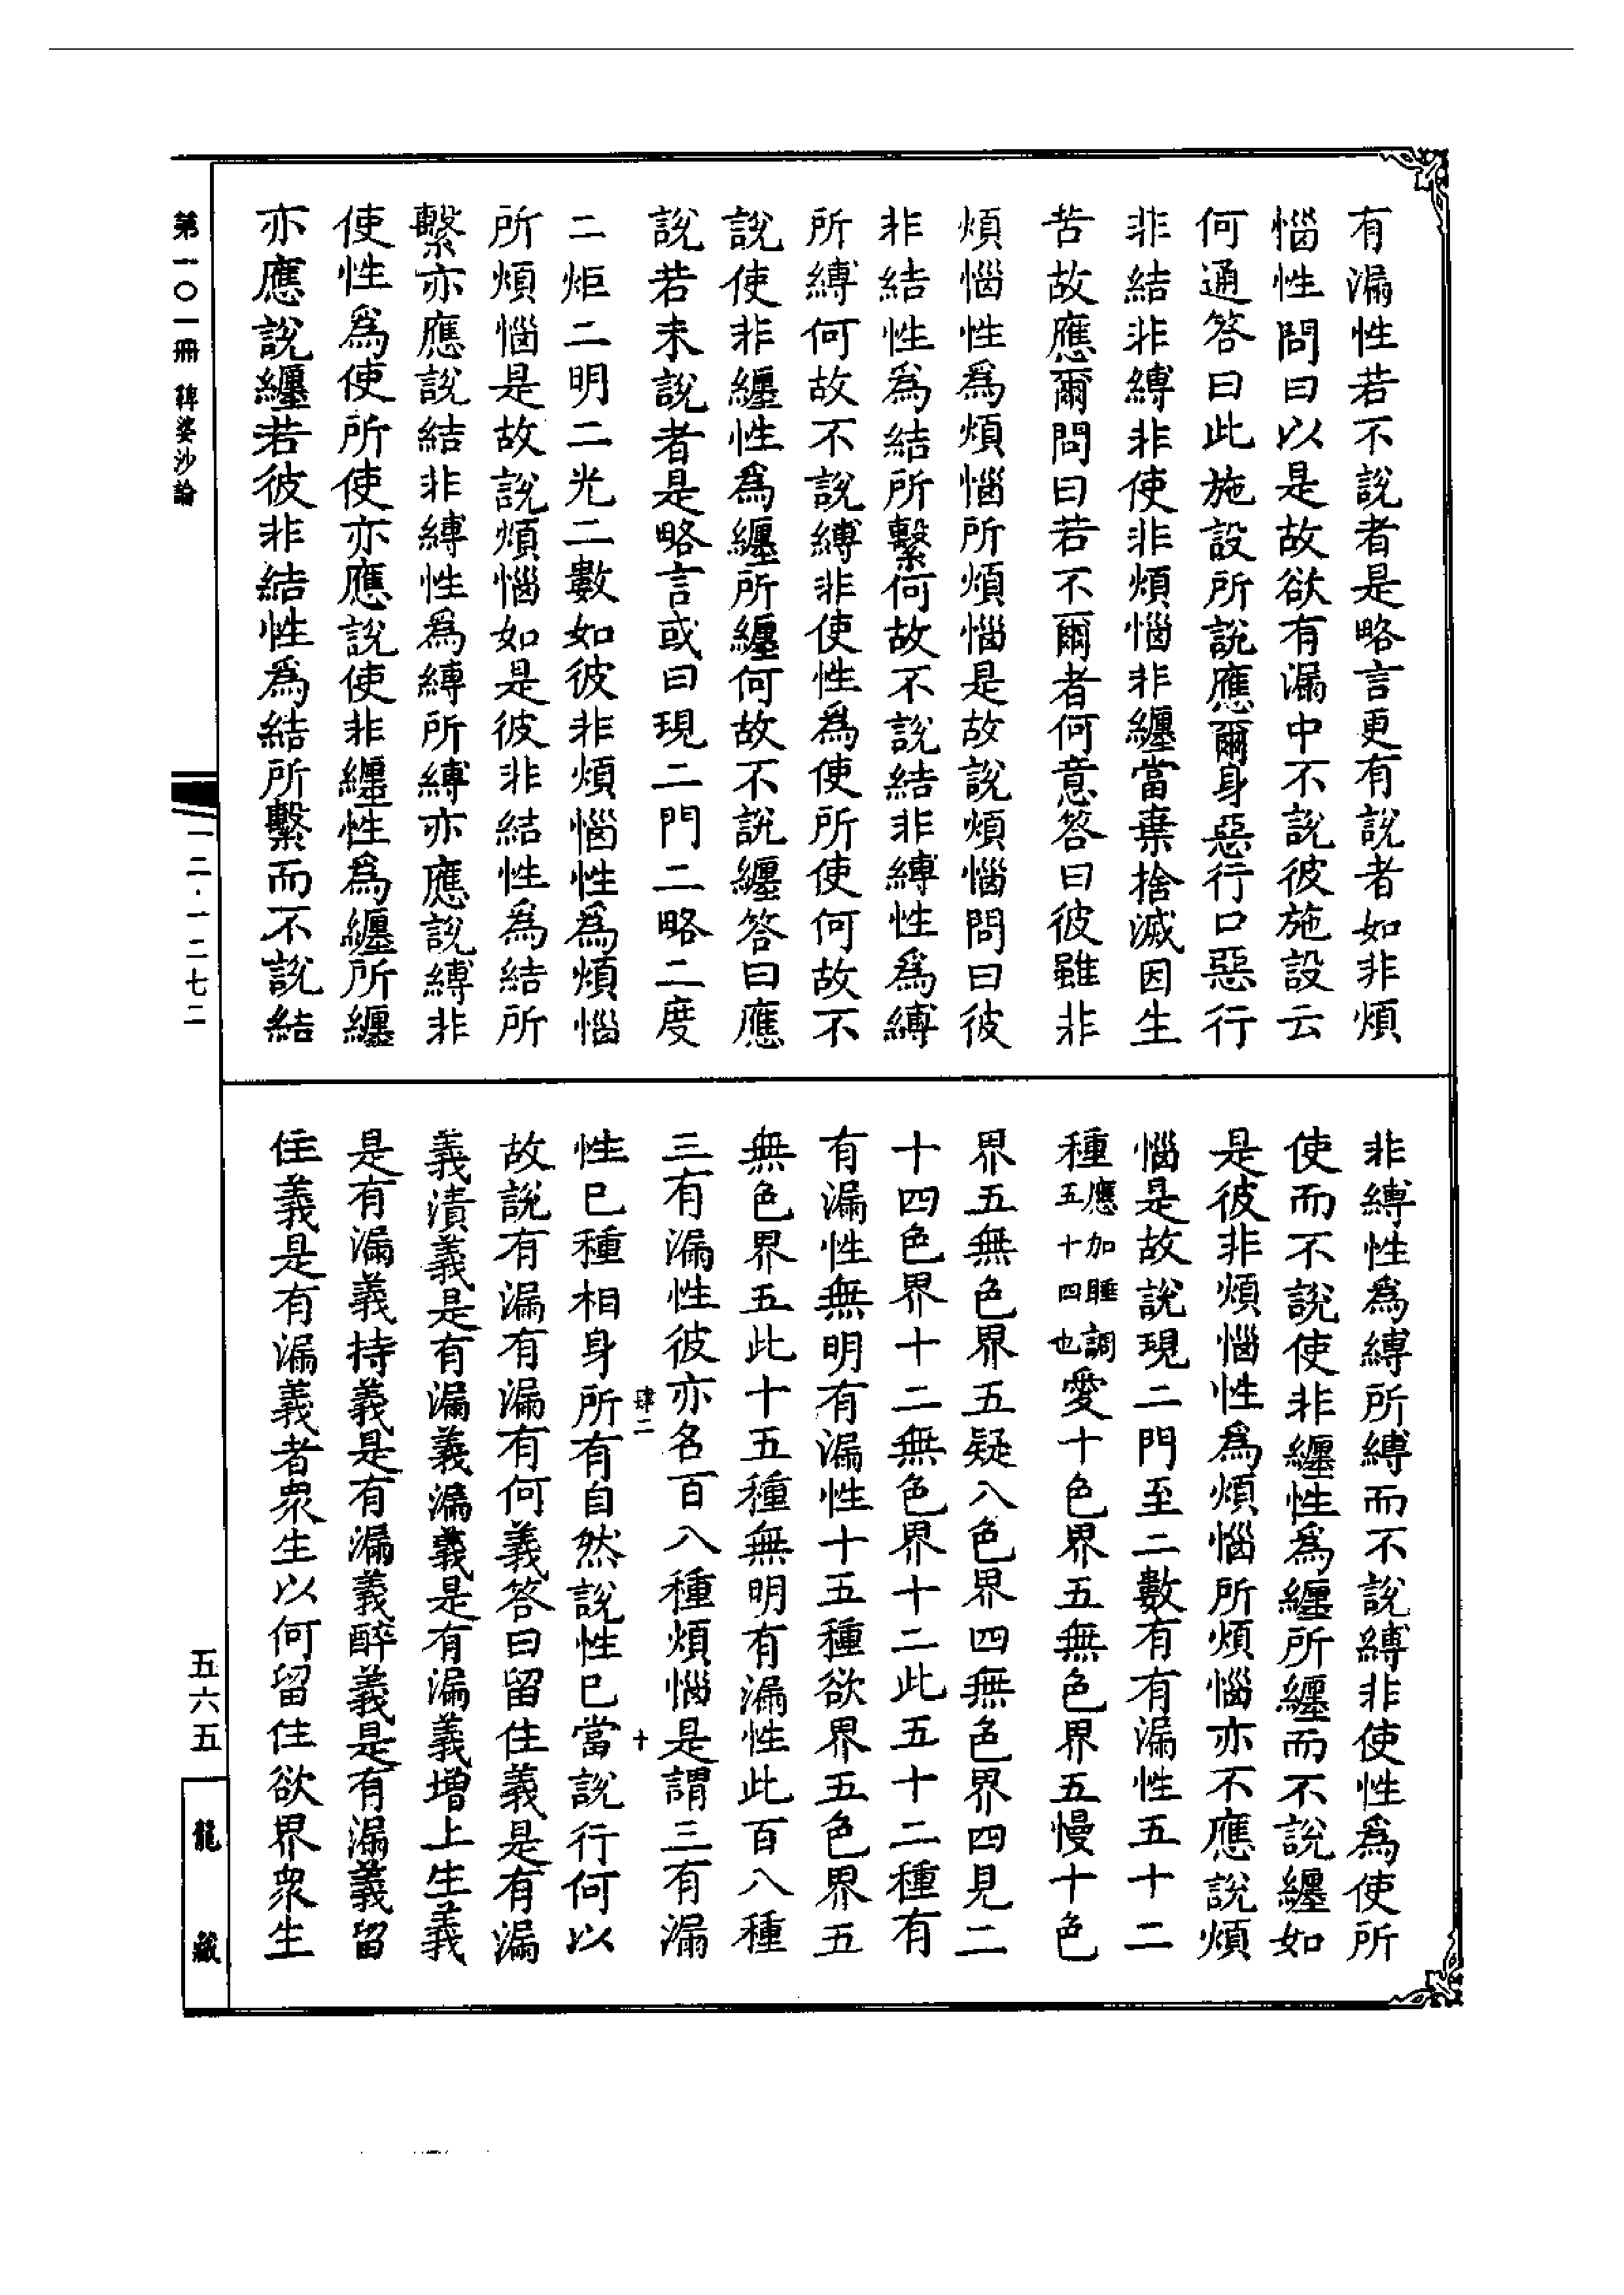 有漏性若不說者是略言更有說者如非煩
惱性問曰以是故欲有漏中不說彼施設云
何通答曰此施設所說應爾身惡行口惡行
非結非縛非使非煩惱非纏當棄捨滅因生
苦故應爾問曰若不爾者何意答曰彼雖非
煩惱性爲煩惱所煩惱是故說煩惱問曰彼
非結性爲結所繫何故不說結非縛性爲縛
所縛何故不說縛非使性爲使所使何故不
說使非纏性爲纏所纏何故不說纏答曰應
說若未說者是略言或曰現二門二略二度
二炬二明二光二數如彼非煩惱性爲煩惱
所煩惱是故說煩惱如是彼非結性爲結所
繫亦應說結非縛性爲縛所縛亦應說縛非
使性爲使所使亦應說使非纏性爲纏所纏
亦應說纏若彼非結性爲結所繫而不說結
非縛性爲縛所縛而不說縛非使性爲使所
使而不說使非纏性爲纏所纏而不說纏如
是彼非煩惱性爲煩惱所煩惱亦不應說煩
惱是故說現二門至二數有有漏性五十二
種應加睡調五十四也愛十色界五無色界五慢十色
界五無色界五疑八色界四無色界四見二
十四色界十二無色界十二此五十二種有
有漏性無明有漏性十五種欲界五色界五
無色界五此十五種無明有漏性此百八種
三有漏性彼亦名百八種煩惱是謂三有漏
肆二
十
性已種相身所有自然說性已當說行何以
故說有漏有漏有何義答曰留住義是有漏
義漬義是有漏義漏義是有漏義增上生義
是有漏義持義是有漏義醉義是有漏義留
住義是有漏義者衆生以何留住欲界衆生
第一〇一冊 鞞婆沙論
一二·一二七二
五六五
龍藏